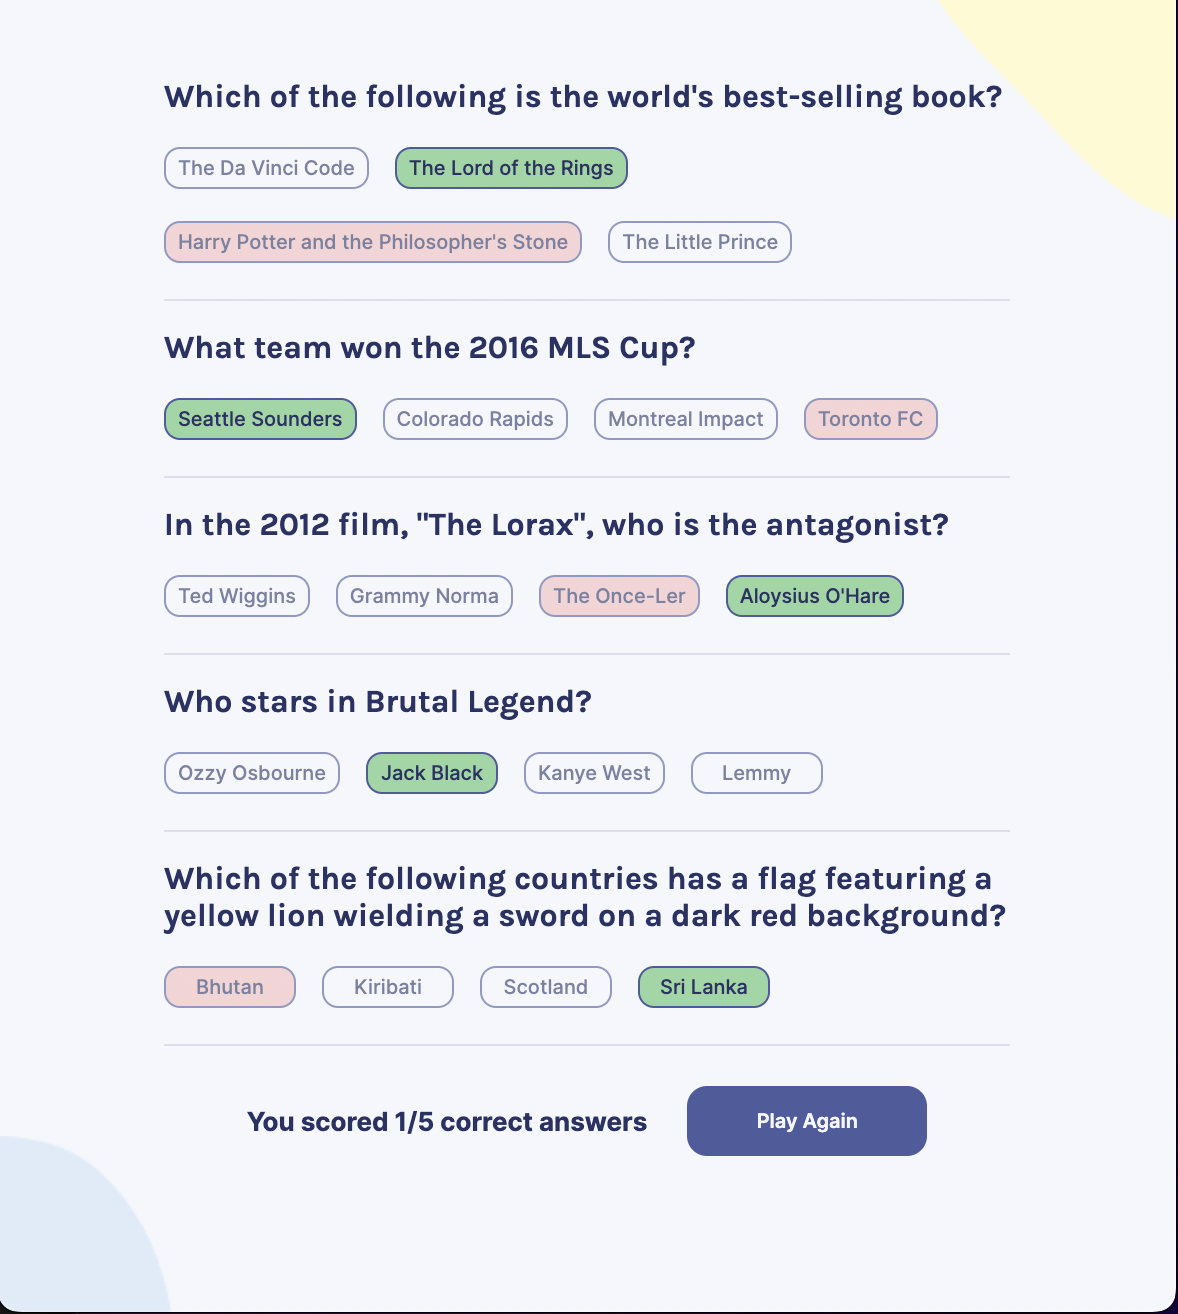 Which of the following is the world's best-selling book?
The Da Vinci Code
The Lord of the Rings
Harry Potter and the Philosopher's Stone
The Little Prince
What team won the 2016 MLS Cup?
Seattle Sounders
Colorado Rapids
Montreal Impact
Toronto FC
In the 2012 film, "The Lorax", who is the antagonist?
Ted Wiggins
Grammy Norma
The Once-Ler
Aloysius O'Hare
Who stars in Brutal Legend?
Ozzy Osbourne
Jack Black
Kanye West
Lemmy
Which of the following countries has a flag featuring a
yellow lion wielding a sword on a dark red background?
Bhutan
Kiribati
Scotland
Sri Lanka
You scored 1/5 correct answers
Play Again